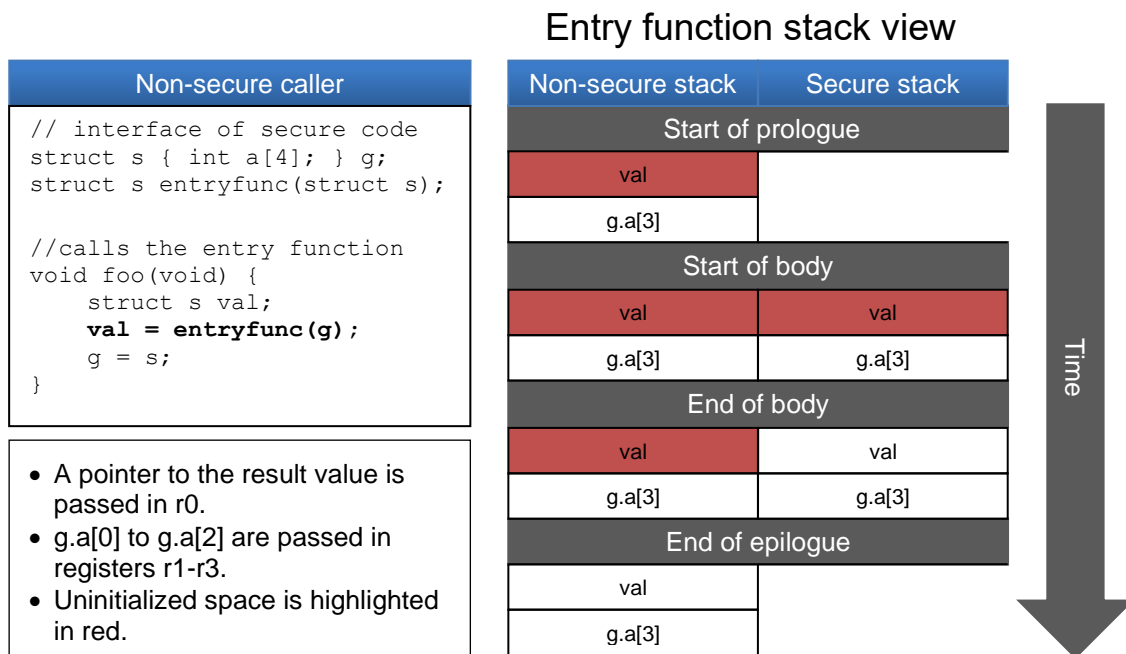 Entry function stack view
Non-secure caller
// interface of secure code
struct s { int a[4]; } g;
struct s entryfunc(struct s);
//calls the entry function
void foo(void) {
    struct s val;
    val = entryfunc(g);
    g = s;
}
• A pointer to the result value is
passed in r0.
• g.a[0] to g.a[2] are passed in
registers r1-r3.
• Uninitialized space is highlighted
in red.
Non-secure stack Secure stack
Start of prologue
val
g.a[3]
Start of body
val val
g.a[3] g.a[3]
End of body
val val
g.a[3] g.a[3]
End of epilogue
val
g.a[3]
Time